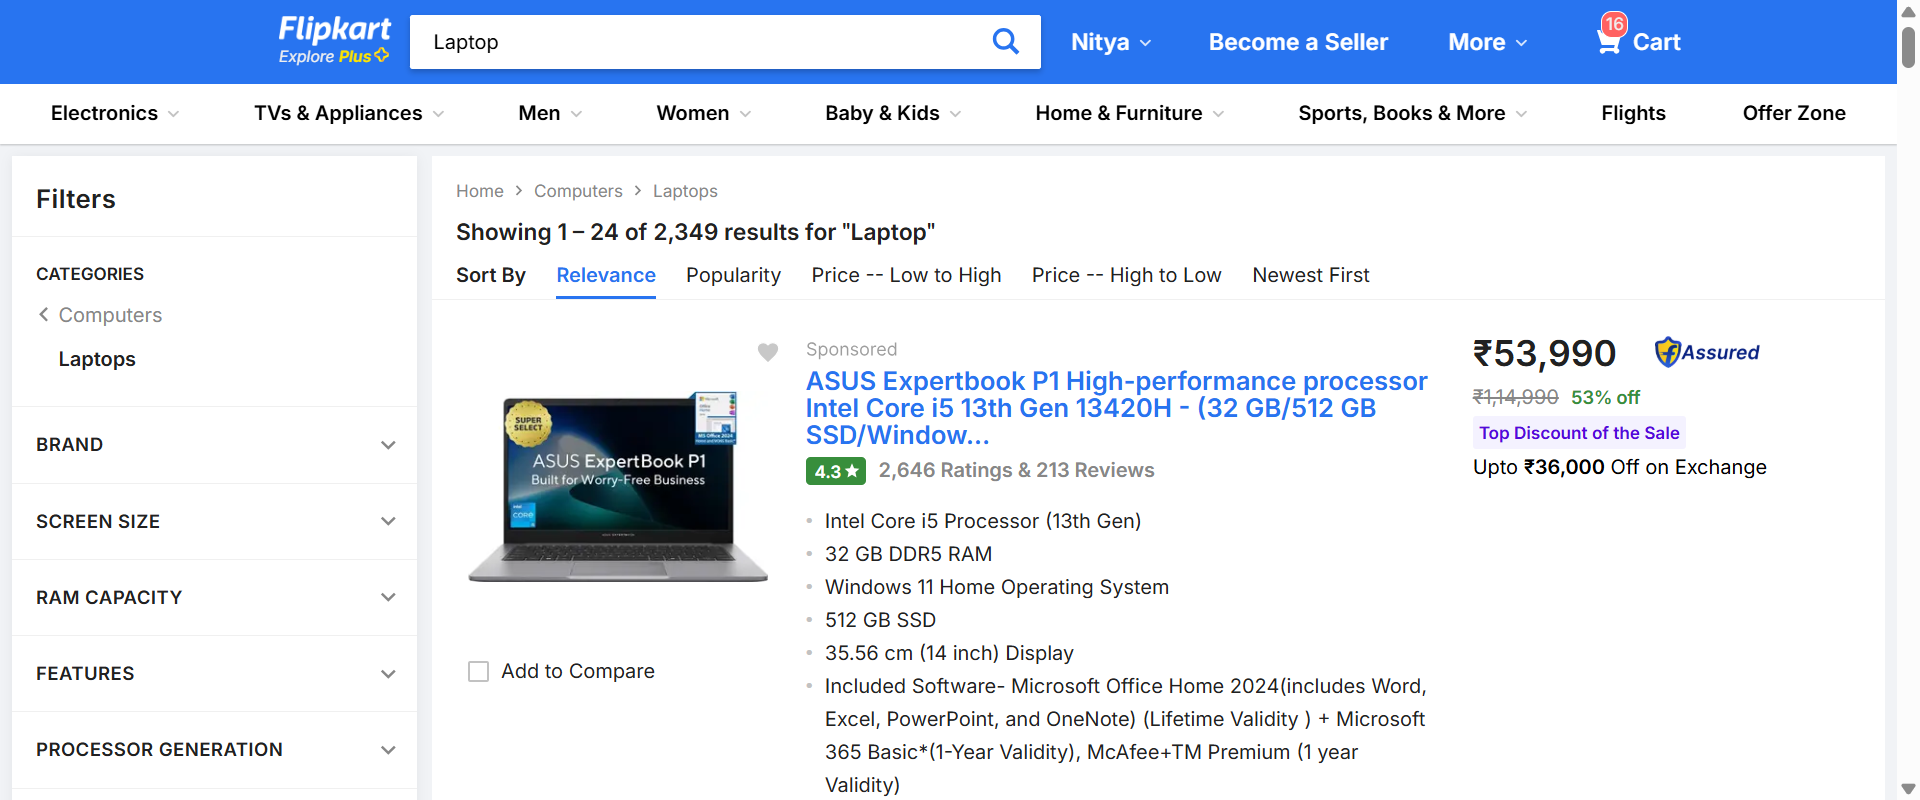 Flipkart
Explore Plus
Laptop
Nitya
Become a Seller
More
16
Cart
Electronics
TVs & Appliances
Men
Women
Baby & Kids
Home & Furniture
Sports, Books & More
Flights
Offer Zone
Filters
CATEGORIES
Computers
Laptops
BRAND
SCREEN SIZE
RAM CAPACITY
FEATURES
PROCESSOR GENERATION
Home > Computers > Laptops
Showing 1 – 24 of 2,349 results for "Laptop"
Sort By Relevance Popularity Price -- Low to High Price -- High to Low Newest First
SUPER
SELECT
MS Office 2024
ASUS ExpertBook P1
Built for Worry-Free Business
intel
CORE
Add to Compare
Sponsored
ASUS Expertbook P1 High-performance processor
Intel Core i5 13th Gen 13420H - (32 GB/512 GB
SSD/Window...
4.3★ 2,646 Ratings & 213 Reviews
• Intel Core i5 Processor (13th Gen)
• 32 GB DDR5 RAM
• Windows 11 Home Operating System
• 512 GB SSD
• 35.56 cm (14 inch) Display
• Included Software- Microsoft Office Home 2024(includes Word,
Excel, PowerPoint, and OneNote) (Lifetime Validity ) + Microsoft
365 Basic*(1-Year Validity), McAfee+TM Premium (1 year
Validity)
₹53,990
Assured
₹1,14,990 53% off
Top Discount of the Sale
Upto ₹36,000 Off on Exchange